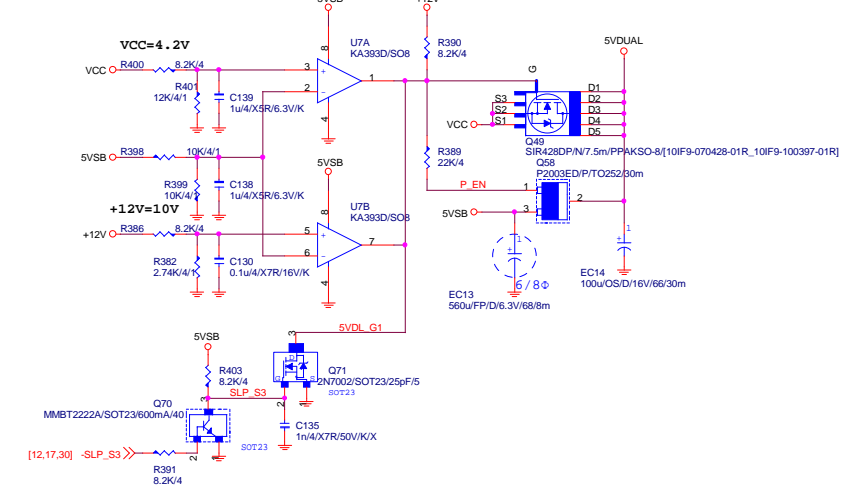 5VSB
+12V
VCC=4.2V
VCC
R400
8.2K/4
R401
12K/4/1
C139
1u/4/X5R/6.3V/K
U7A
KA393D/SO8
8
3
+
2
-
1
4
R390
8.2K/4
5VDUAL
G
S3
S2
S1
VCC
D1
D2
D3
D4
D5
Q49
SIR428DP/N/7.5m/PPAKSO-8/[10IF9-070428-01R_10IF9-100397-01R]
Q58
P2003ED/P/TO252/30m
R389
22K/4
P_EN
1
2
3
5VSB
5VSB
R398
10K/4/1
R399
10K/4/1
C138
1u/4/X5R/6.3V/K
+12V=10V
+12V
R386
8.2K/4
R382
2.74K/4/1
C130
0.1u/4/X7R/16V/K
5VSB
8
U7B
KA393D/SO8
5
+
6
-
7
4
1
+
6/8Φ
EC13
560u/FP/D/6.3V/68/8m
1
+
EC14
100u/OS/D/16V/66/30m
5VDL_G1
3
D
G
S
Q71
2N7002/SOT23/25pF/5
SOT23
2
1
5VSB
R403
8.2K/4
SLP_S3
Q70
MMBT2222A/SOT23/600mA/40
3
2
1
SOT23
C135
1n/4/X7R/50V/K/X
[12,17,30] -SLP_S3
R391
8.2K/4